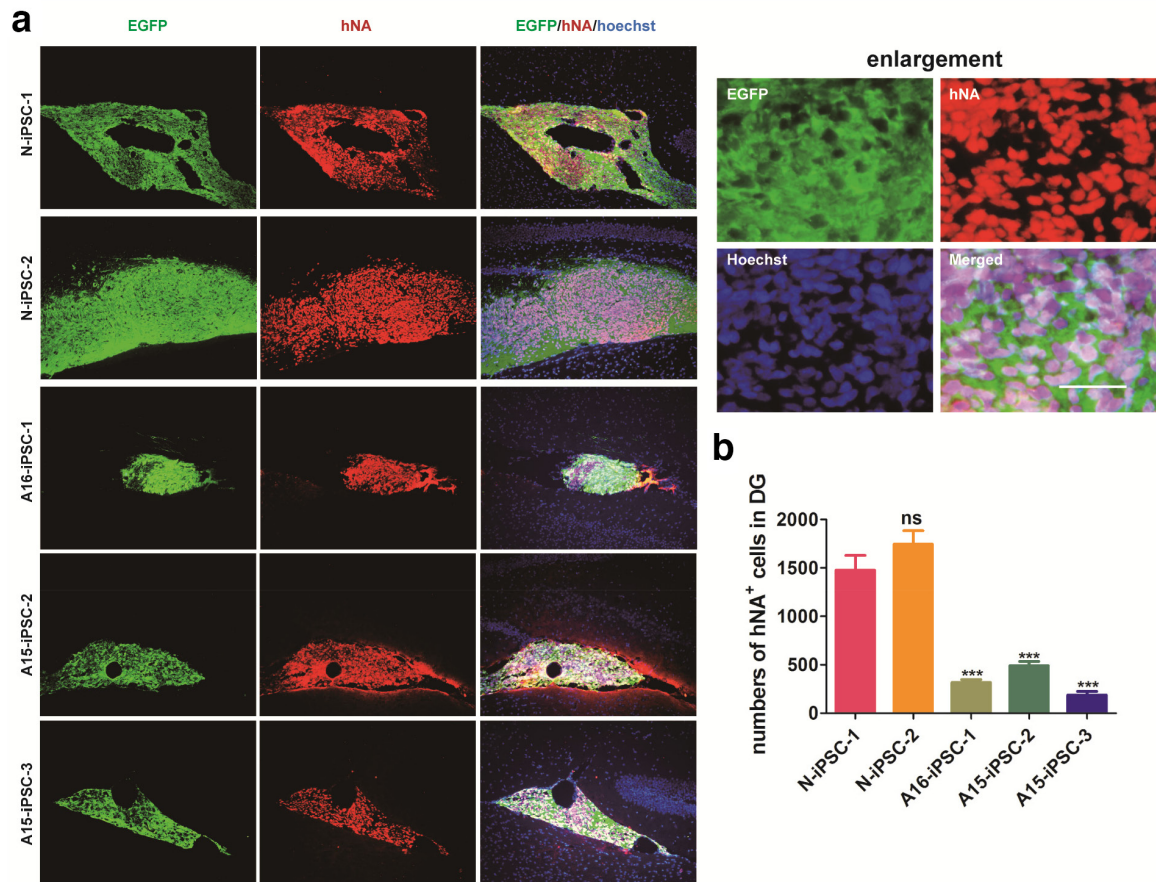 a
EGFP
hNA
EGFP/hNA/hoechst
N-iPSC-1
N-iPSC-2
A16-iPSC-1
A15-iPSC-2
A15-iPSC-3
enlargement
EGFP
hNA
Hoechst
Merged
b
numbers of hNA+ cells in DG
2000
1500
1000
500
0
ns
***
***
***
N-iPSC-1
N-iPSC-2
A16-iPSC-1
A15-iPSC-2
A15-iPSC-3